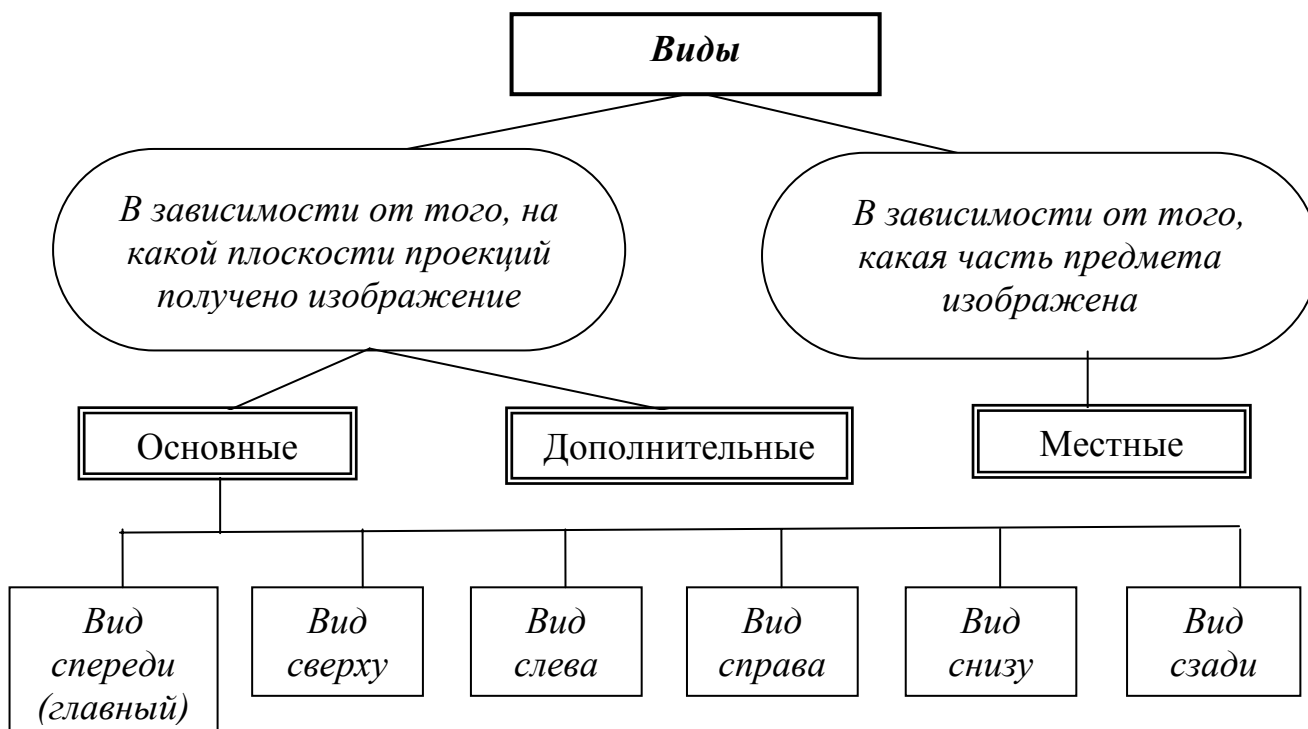 Виды
В зависимости от того, на
какой плоскости проекций
получено изображение
В зависимости от того,
какая часть предмета
изображена
Основные
Дополнительные
Местные
Вид
спереди
(главный)
Вид
сверху
Вид
слева
Вид
справа
Вид
снизу
Вид
сзади